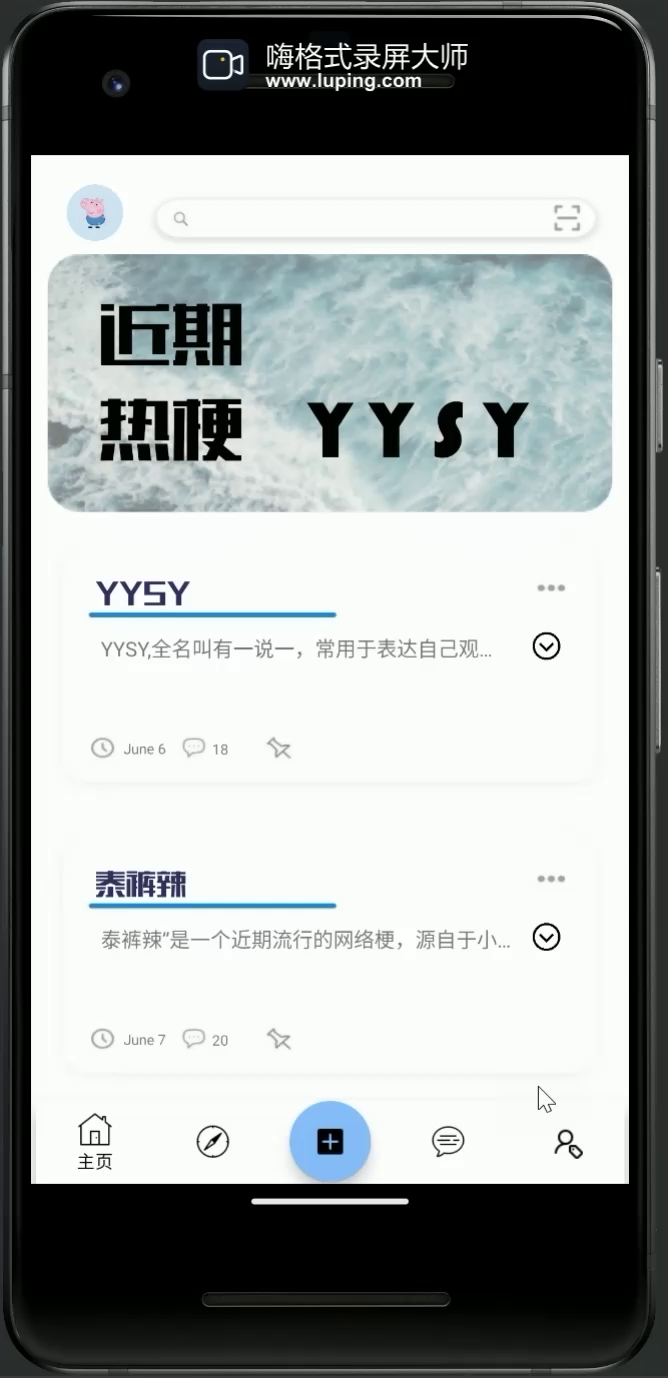 嗨格式录屏大师
www.luping.com
近期
热梗 YYSY
YYSY
YYSY,全名叫有一说一，常用于表达自己观...
June 6 18
泰裤辣
泰裤辣“是一个近期流行的网络梗，源自于小...
June 7 20
主页